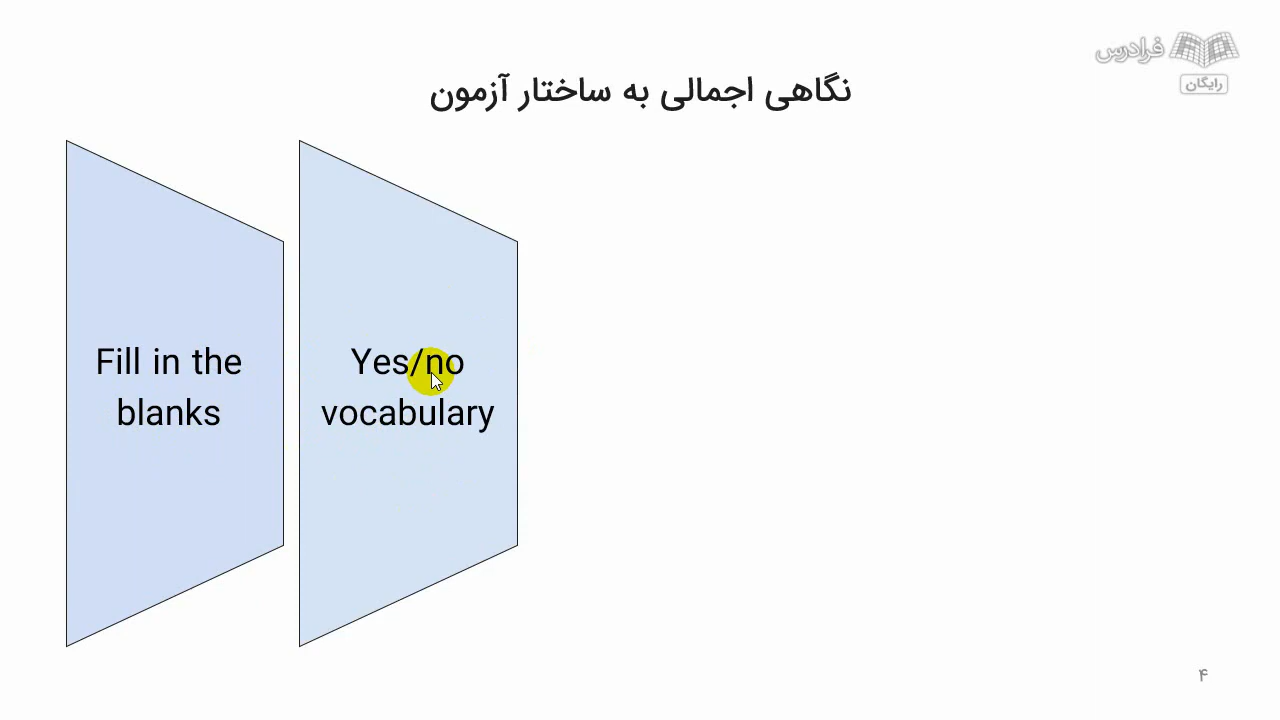 فرادرس
رایگان
نگاهی اجمالی به ساختار آزمون
Fill in the
blanks
Yes/no
vocabulary
۴